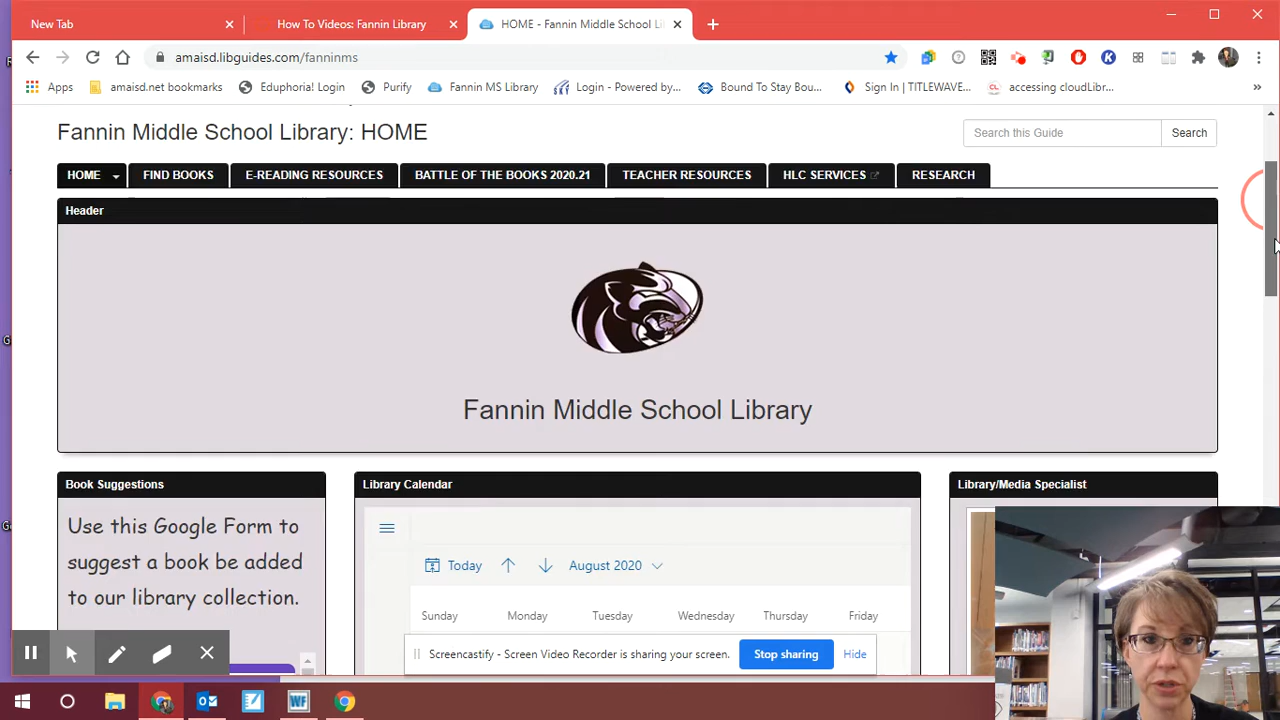 New Tab
How To Videos: Fannin Library
HOME - Fannin Middle School Li
amaisd.libguides.com/fanninms
Apps
amaisd.net bookmarks
Eduphoria! Login
Purify
Fannin MS Library
Login - Powered by...
Bound To Stay Bou...
Sign In | TITLEWAVE...
accessing cloudLibr...
»
Fannin Middle School Library: HOME
Search this Guide
Search
HOME
FIND BOOKS
E-READING RESOURCES
BATTLE OF THE BOOKS 2020.21
TEACHER RESOURCES
HLC SERVICES
RESEARCH
Header
Fannin Middle School Library
Book Suggestions
Use this Google Form to
suggest a book be added
to our library collection.
Library Calendar
Today
August 2020
Sunday
Monday
Tuesday
Wednesday
Thursday
Friday
Library/Media Specialist
Screencastify - Screen Video Recorder is sharing your screen.
Stop sharing
Hide